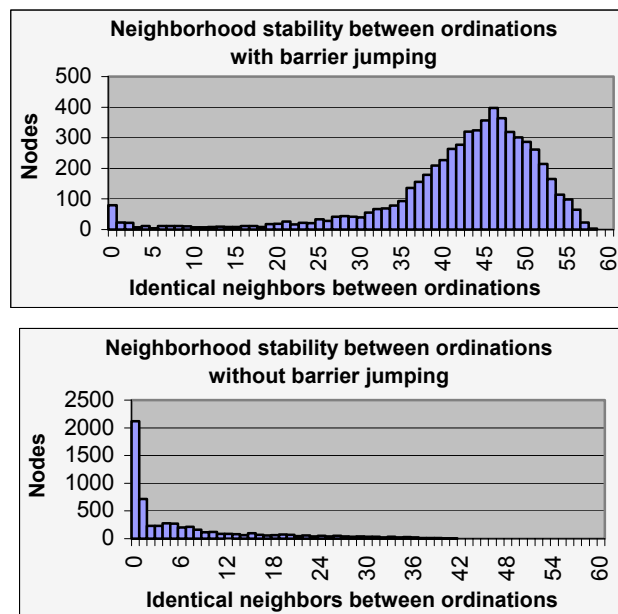 Neighborhood stability between ordinations
with barrier jumping
500
400
300
200
100
0
Nodes
0 5 10 15 20 25 30 35 40 45 50 55 60
Identical neighbors between ordinations
Neighborhood stability between ordinations
without barrier jumping
2500
2000
1500
1000
500
0
Nodes
0 6 12 18 24 30 36 42 48 54 60
Identical neighbors between ordinations